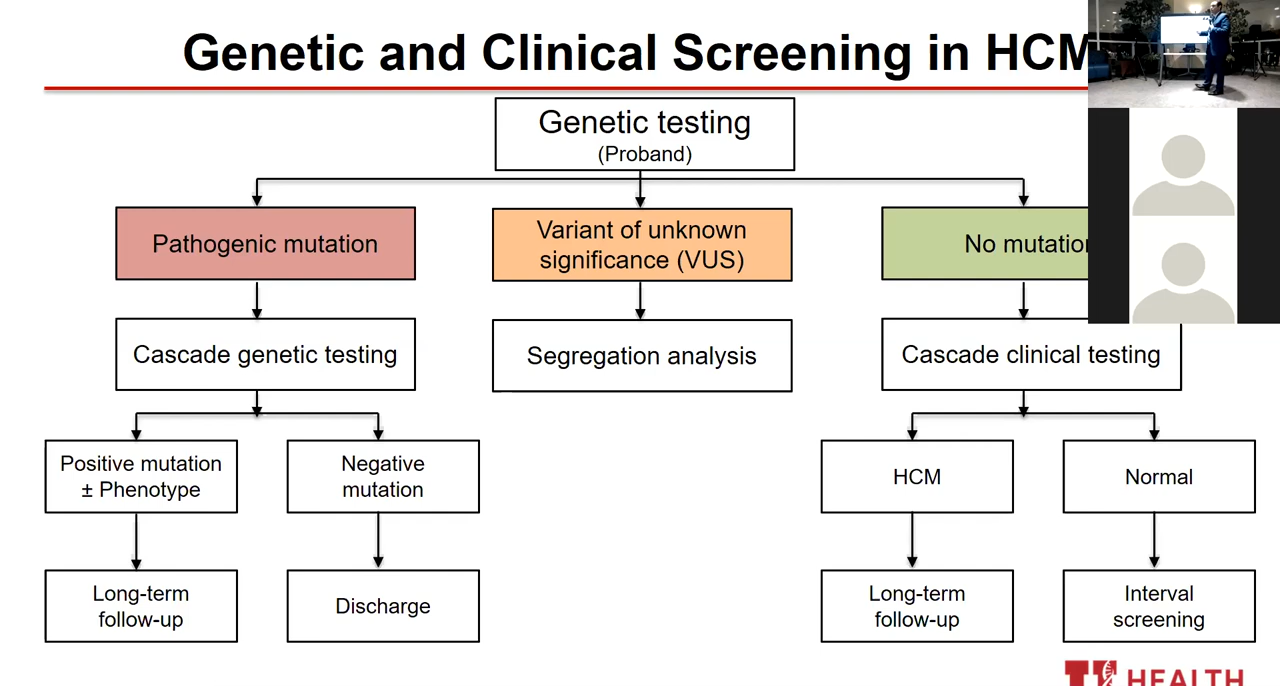 Genetic and Clinical Screening in HCM
Genetic testing
(Proband)
Pathogenic mutation
Variant of unknown
significance (VUS)
No mutation
Cascade genetic testing
Segregation analysis
Cascade clinical testing
Positive mutation
± Phenotype
Negative
mutation
HCM
Normal
Long-term
follow-up
Discharge
Long-term
follow-up
Interval
screening
HEALTH